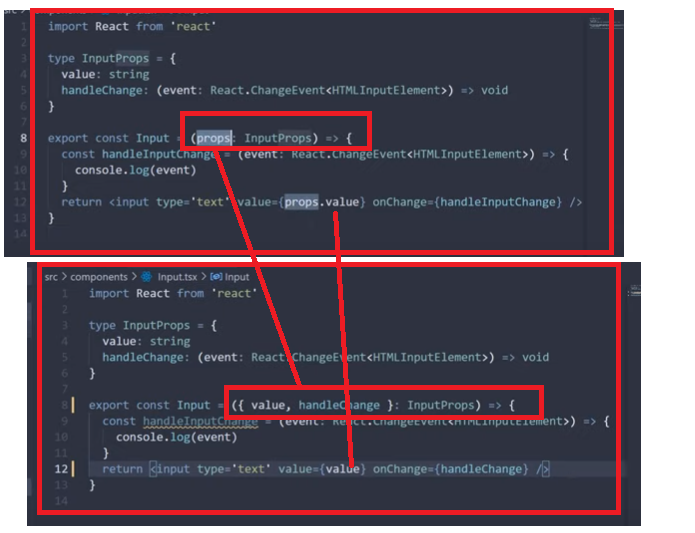 1 import React from 'react'
2
3 type InputProps = {
4 value: string
5 handleChange: (event: React.ChangeEvent<HTMLInputElement>) => void
6 }
7
8 export const Input = (props: InputProps) => {
9 const handleInputChange = (event: React.ChangeEvent<HTMLInputElement>) => {
10 console.log(event)
11 }
12 return <input type='text' value={props.value} onChange={handleInputChange} />
13 }
14
src > components > Input.tsx > Input
1 import React from 'react'
2
3 type InputProps = {
4 value: string
5 handleChange: (event: React.ChangeEvent<HTMLInputElement>) => void
6 }
7
8 export const Input = ({ value, handleChange }: InputProps) => {
9 const handleInputChange = (event: React.ChangeEvent<HTMLInputElement>) => {
10 console.log(event)
11 }
12 return <input type='text' value={value} onChange={handleChange} />
13 }
14